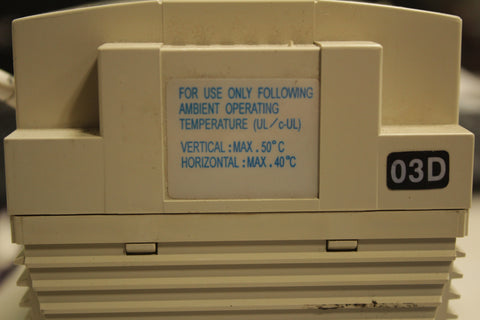 FOR USE ONLY FOLLOWING
AMBIENT OPERATING
TEMPERATURE (UL/c-UL)
VERTICAL : MAX . 50°C
HORIZONTAL : MAX . 40°C
03D